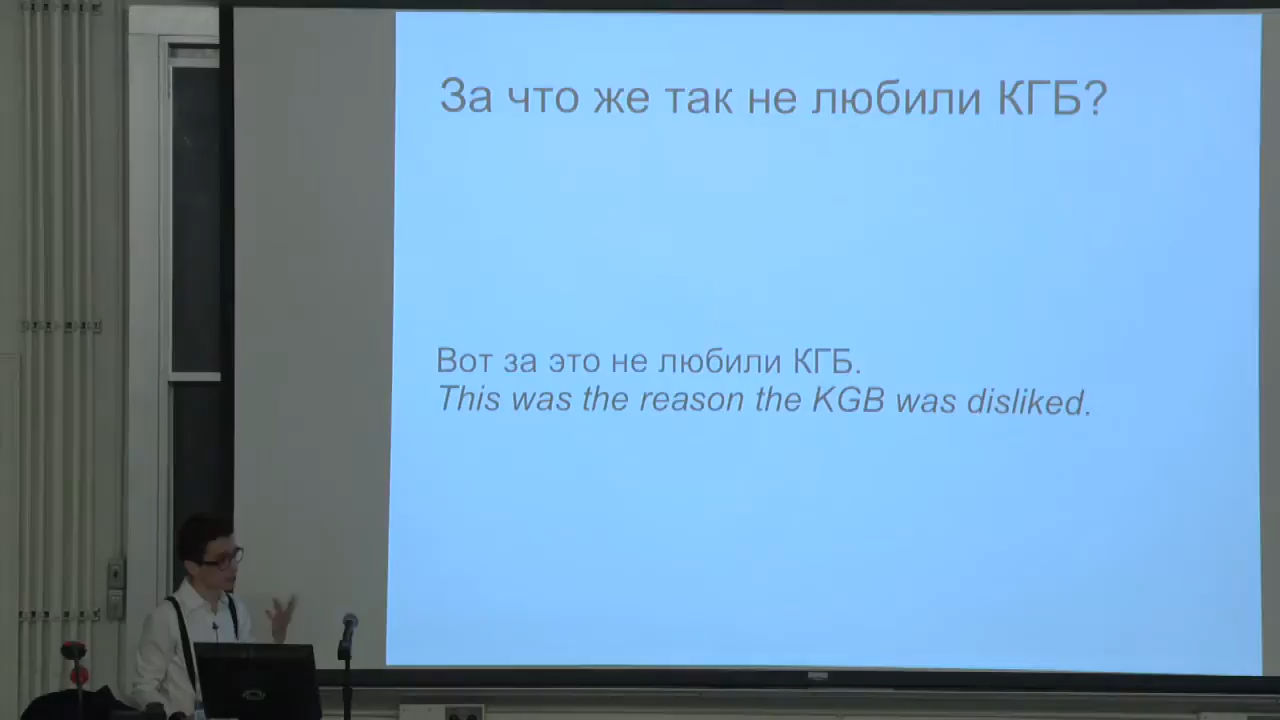 За что же так не любили КГБ?
Вот за это не любили КГБ.
This was the reason the KGB was disliked.